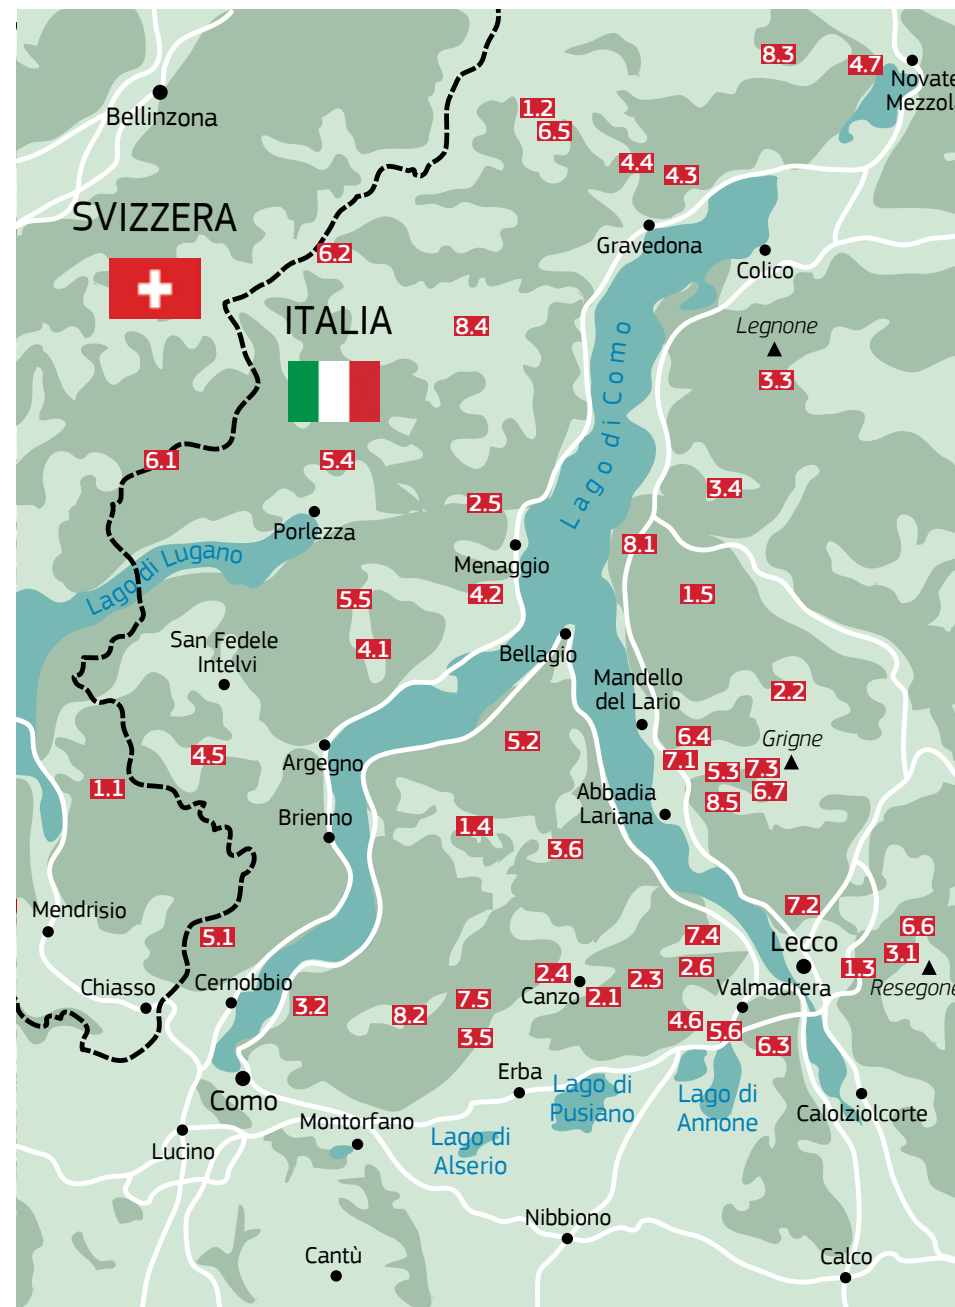 8.3
4.7
Novate
Mezzola
Bellinzona
1.2
6.5
4.4
4.3
SVIZZERA
Gravedona
6.2
Colico
ITALIA
8.4
Legnone
3.3
Lago di Como
6.1
5.4
3.4
2.5
Porlezza
Menaggio
8.1
Lago di Lugano
5.5
4.2
1.5
San Fedele
Intelvi
4.1
Bellagio
Mandello
del Lario
2.2
4.5
Argegno
5.2
6.4
Grigne
7.1
5.3
7.3
1.1
Abbadia
Lariana
8.5
6.7
Brienno
1.4
3.6
Mendrisio
5.1
7.2
6.6
7.4
Lecco
3.1
1.3
Resegone
Chiasso
Cernobbio
2.4
Canzo
2.1
2.3
2.6
Valmadrera
3.2
8.2
7.5
3.5
4.6
5.6
6.3
Como
Erba
Lago di
Pusiano
Lago di
Annone
Calolziolcorte
Montorfano
Lago di
Alserio
Lucino
Nibbiono
Cantù
Calco